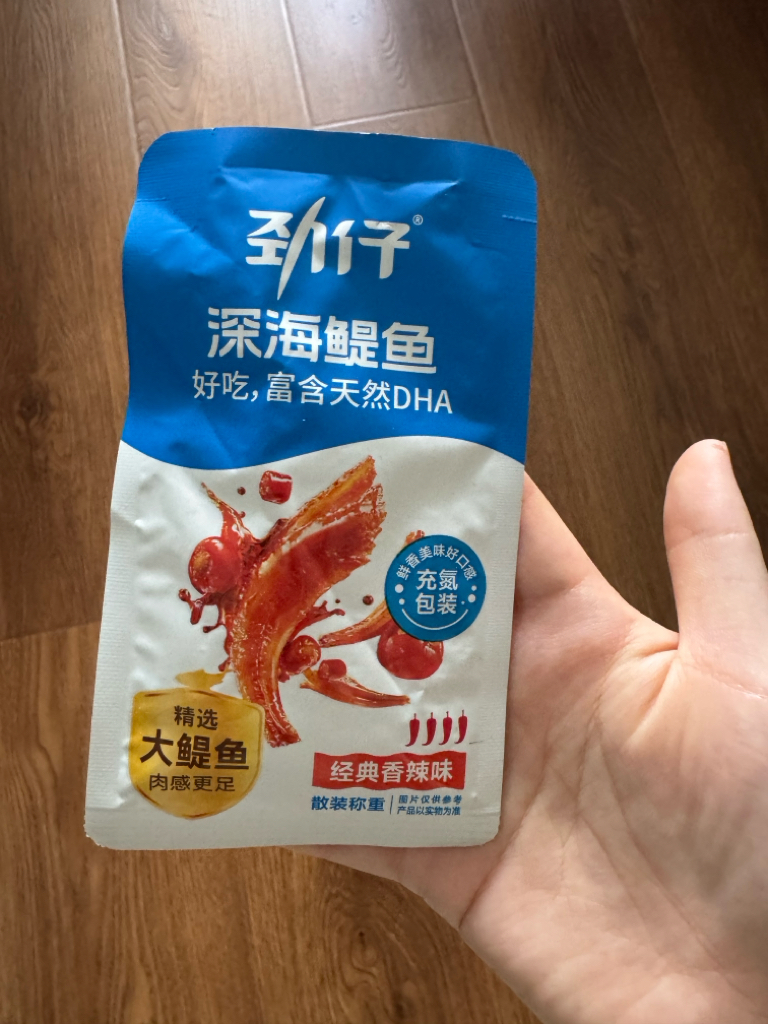 劲仔®
深海鳀鱼
好吃，富含天然DHA
鲜香美味好口感
充氮
包装
精选
大鳀鱼
肉感更足
经典香辣味
散装称重
图片仅供参考
产品以实物为准